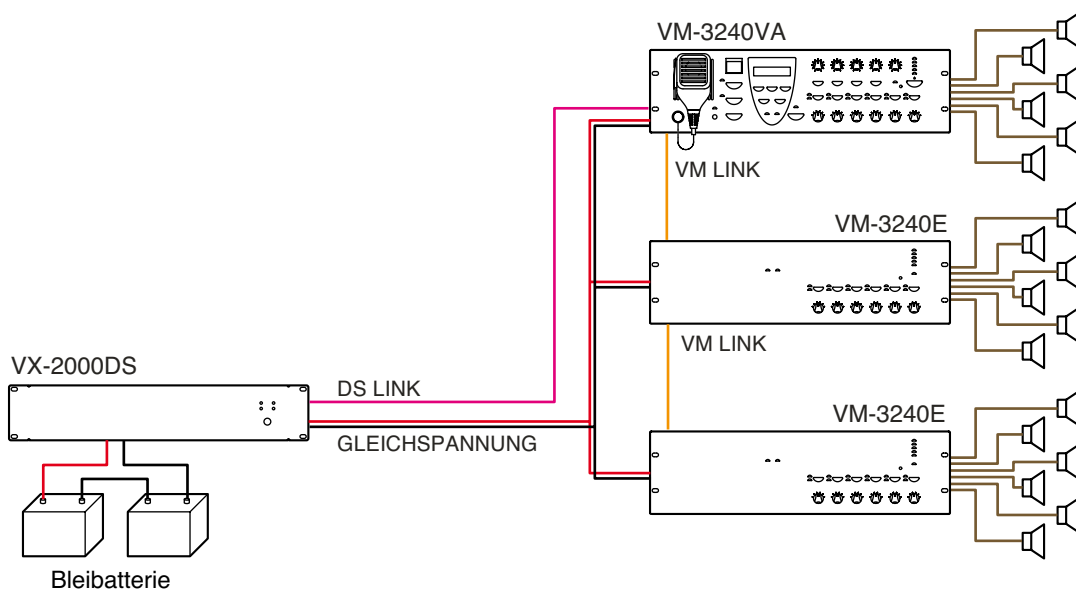 VM-3240VA
VM LINK
VM-3240E
VM LINK
VX-2000DS
DS LINK
VM-3240E
GLEICHSPANNUNG
Bleibatterie